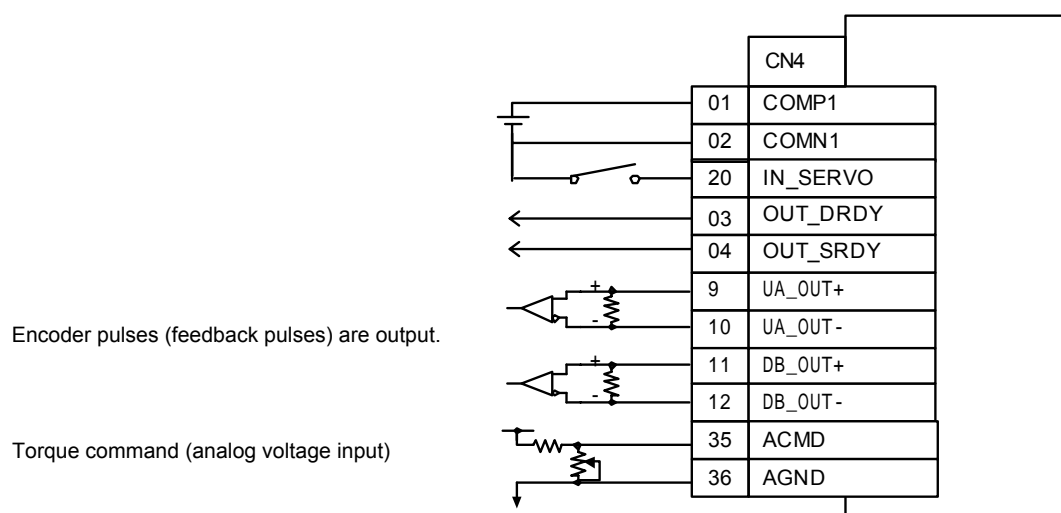 CN4
01 COMP1
02 COMN1
20 IN_SERVO
03 OUT_DRDY
04 OUT_SRDY
+
9 UA_OUT+
Encoder pulses (feedback pulses) are output.
-
10 UA_OUT-
+
11 DB_OUT+
-
12 DB_OUT-
Torque command (analog voltage input)
35 ACMD
36 AGND